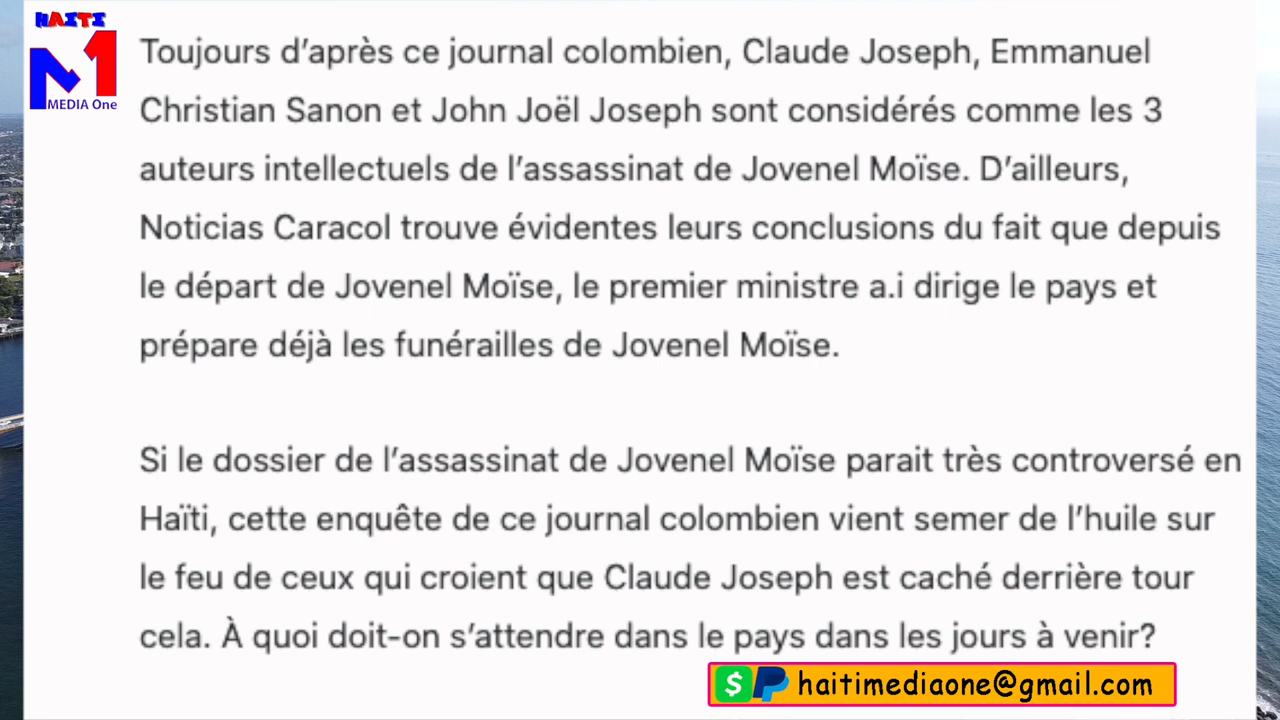 HAITI
M1
MEDIA One
Toujours d’après ce journal colombien, Claude Joseph, Emmanuel
Christian Sanon et John Joël Joseph sont considérés comme les 3
auteurs intellectuels de l’assassinat de Jovenel Moïse. D’ailleurs,
Noticias Caracol trouve évidentes leurs conclusions du fait que depuis
le départ de Jovenel Moïse, le premier ministre a.i dirige le pays et
prépare déjà les funérailles de Jovenel Moïse.
Si le dossier de l’assassinat de Jovenel Moïse parait très controversé en
Haïti, cette enquête de ce journal colombien vient semer de l’huile sur
le feu de ceux qui croient que Claude Joseph est caché derrière tour
cela. À quoi doit-on s’attendre dans le pays dans les jours à venir?
$ P haitimediaone@gmail.com